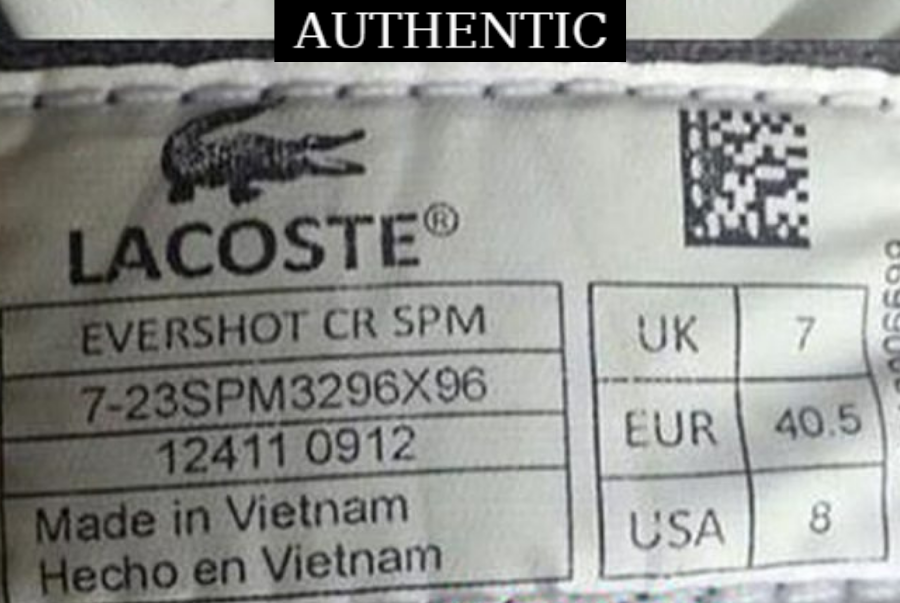 AUTHENTIC
LACOSTE®
EVERSHOT CR SPM
7-23SPM3296X96
12411 0912
Made in Vietnam
Hecho en Vietnam
UK 7
EUR 40.5
USA 8